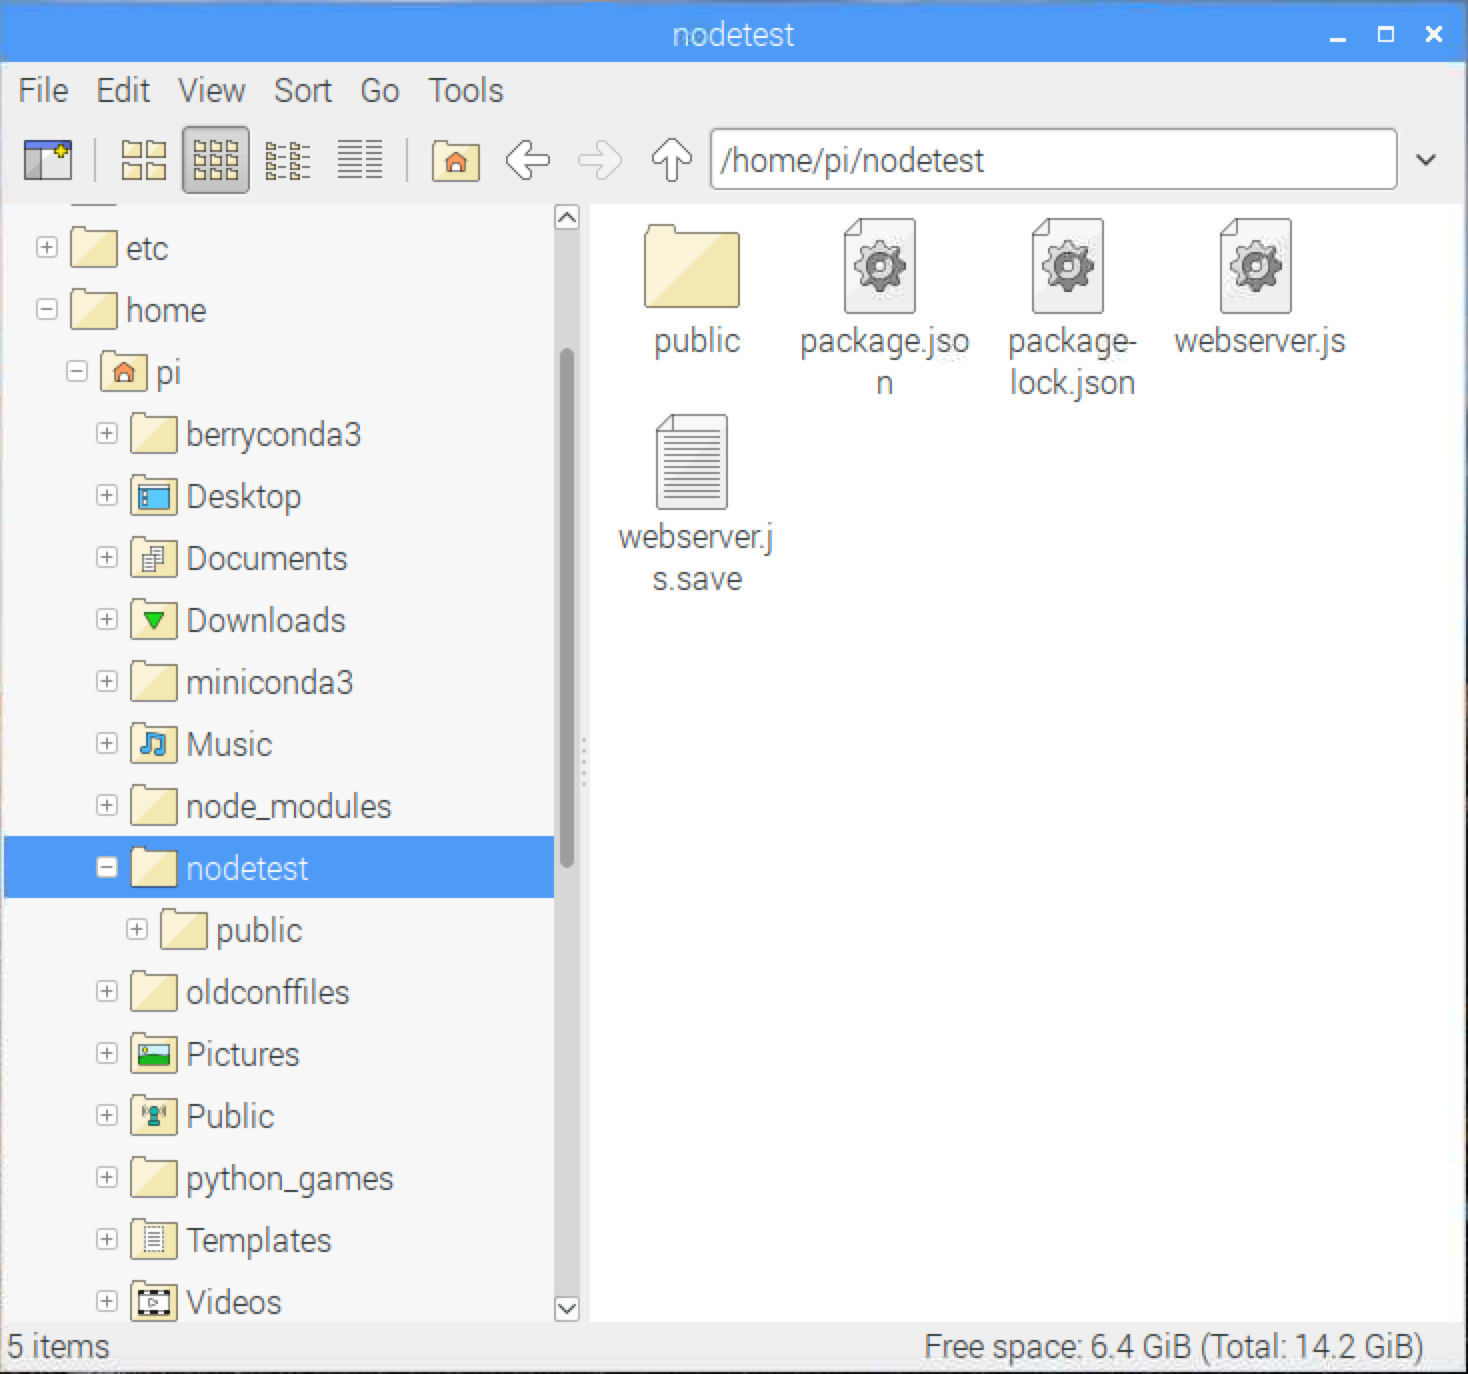 nodetest
File Edit View Sort Go Tools
/home/pi/nodetest
etc
home
pi
berryconda3
Desktop
Documents
Downloads
miniconda3
Music
node_modules
nodetest
public
oldconffiles
Pictures
Public
python_games
Templates
Videos
public
package.jso
n
package-
lock.json
webserver.js
webserver.j
s.save
5 items
Free space: 6.4 GiB (Total: 14.2 GiB)